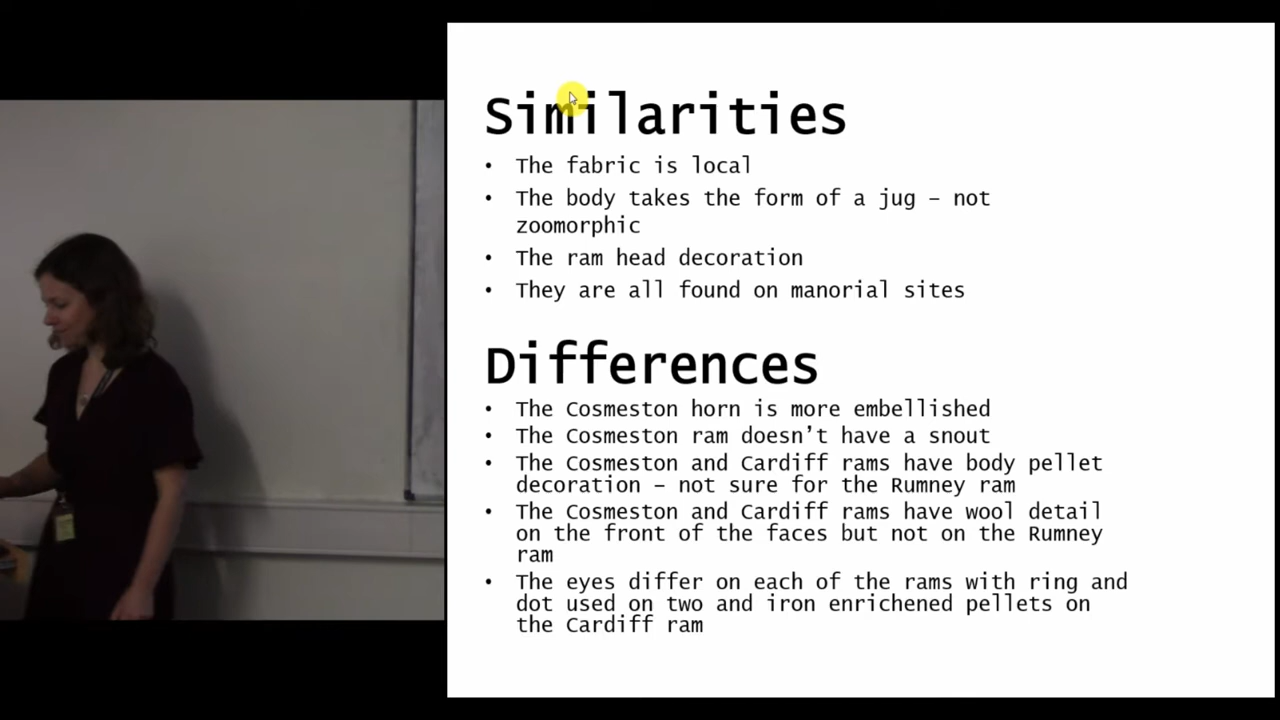 Similarities
• The fabric is local
• The body takes the form of a jug – not
zoomorphic
• The ram head decoration
• They are all found on manorial sites
Differences
• The Cosmeston horn is more embellished
• The Cosmeston ram doesn’t have a snout
• The Cosmeston and Cardiff rams have body pellet
decoration – not sure for the Rumney ram
• The Cosmeston and Cardiff rams have wool detail
on the front of the faces but not on the Rumney
ram
• The eyes differ on each of the rams with ring and
dot used on two and iron enrichened pellets on
the Cardiff ram